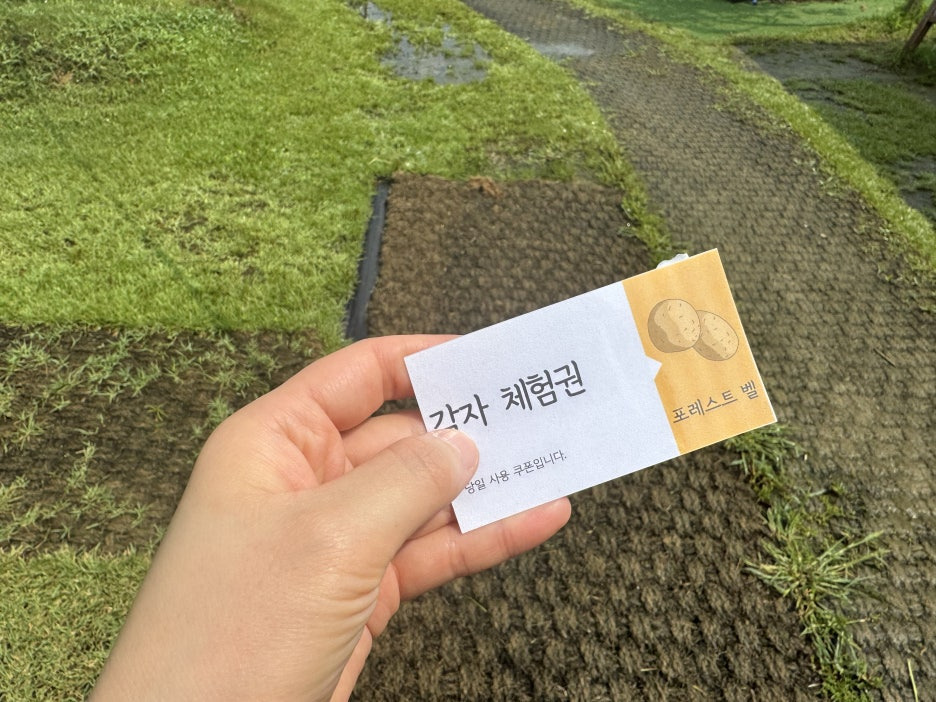 감자 체험권
당일 사용 쿠폰입니다.
포레스트 벨